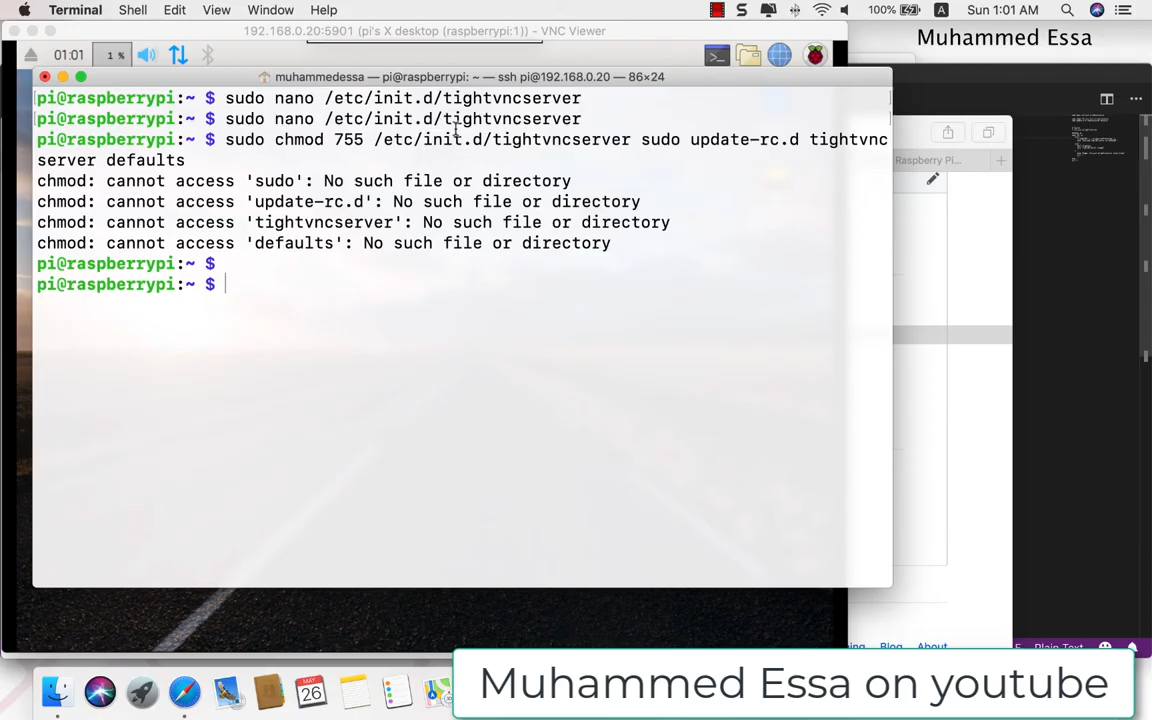 Terminal Shell Edit View Window Help 100% A Sun 1:01 AM
Muhammed Essa
192.168.0.20:5901 (pi's X desktop (raspberrypi:1)) - VNC Viewer
01:01 1 %
muhammedessa — pi@raspberrypi: ~ — ssh pi@192.168.0.20 — 86×24
pi@raspberrypi:~ $ sudo nano /etc/init.d/tightvncserver
pi@raspberrypi:~ $ sudo nano /etc/init.d/tightvncserver
pi@raspberrypi:~ $ sudo chmod 755 /etc/init.d/tightvncserver sudo update-rc.d tightvnc
server defaults
chmod: cannot access 'sudo': No such file or directory
chmod: cannot access 'update-rc.d': No such file or directory
chmod: cannot access 'tightvncserver': No such file or directory
chmod: cannot access 'defaults': No such file or directory
pi@raspberrypi:~ $
pi@raspberrypi:~ $
Raspberry Pi...
Blog About
Plain Text
MAY
26
Muhammed Essa on youtube